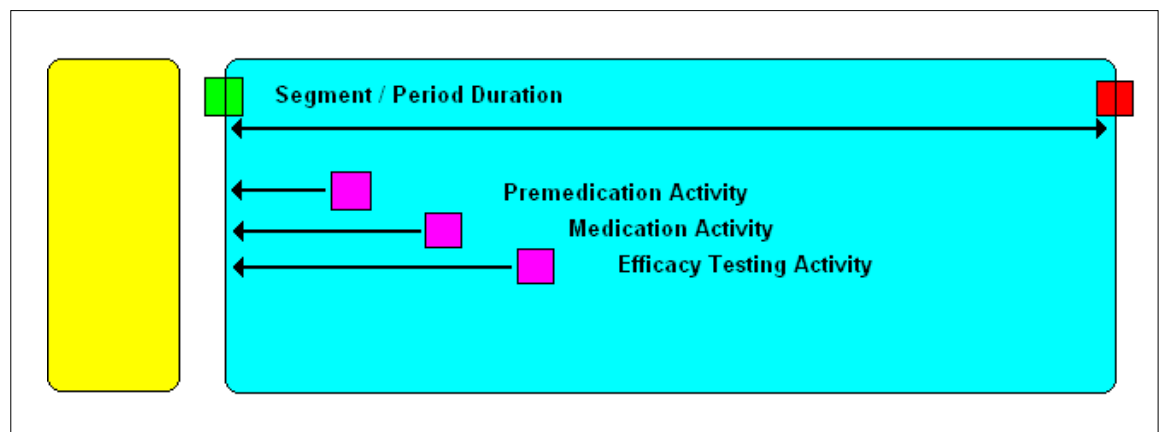 Segment / Period Duration
Premedication Activity
Medication Activity
Efficacy Testing Activity